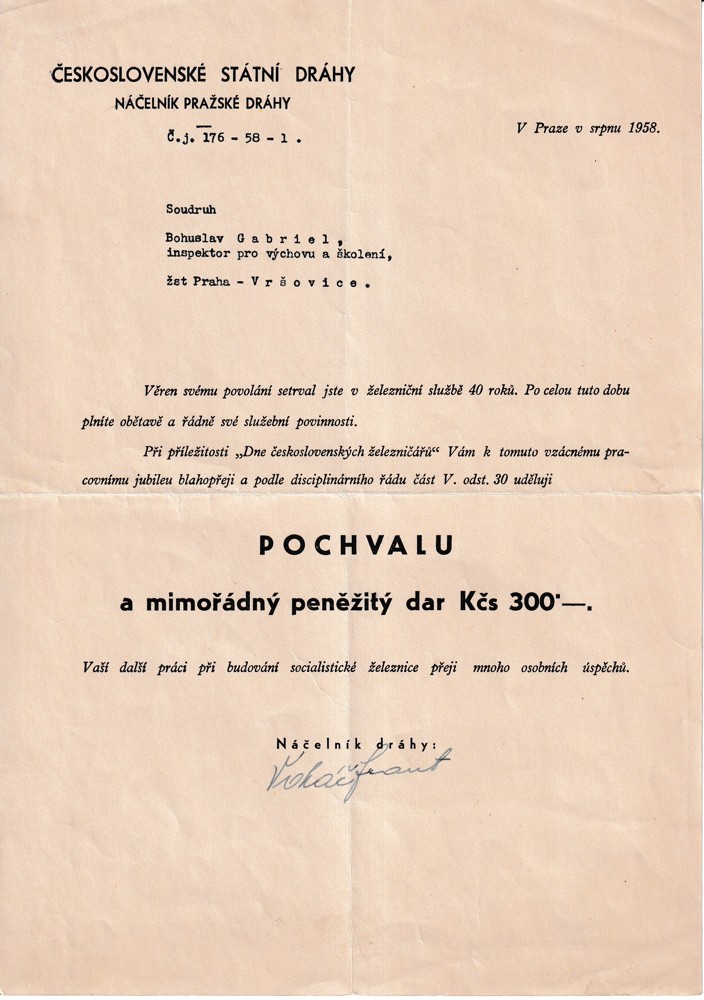 ČESKOSLOVENSKÉ STÁTNÍ DRÁHY
NÁČELNÍK PRAŽSKÉ DRÁHY
Č.j. I76 - 58 - 1 .
V Praze v srpnu 1958.
Soudruh
Bohuslav Gabriel,
inspektor pro výchovu a školení,
žst Praha - Vršovice.
Věren svému povolání setrval jste v železniční službě 40 roků. Po celou tuto dobu
plníte obětavě a řádně své služební povinnosti.
Při příležitosti „Dne československých železničářů“ Vám k tomuto vzácnému pra-
covnímu jubileu blahopřeji a podle disciplinárního řádu část V. odst. 30 uděluji
POCHVALU
a mimořádný peněžitý dar Kčs 300·—.
Vaší další práci při budování socialistické železnice přeji mnoho osobních úspěchů.
Náčelník dráhy: